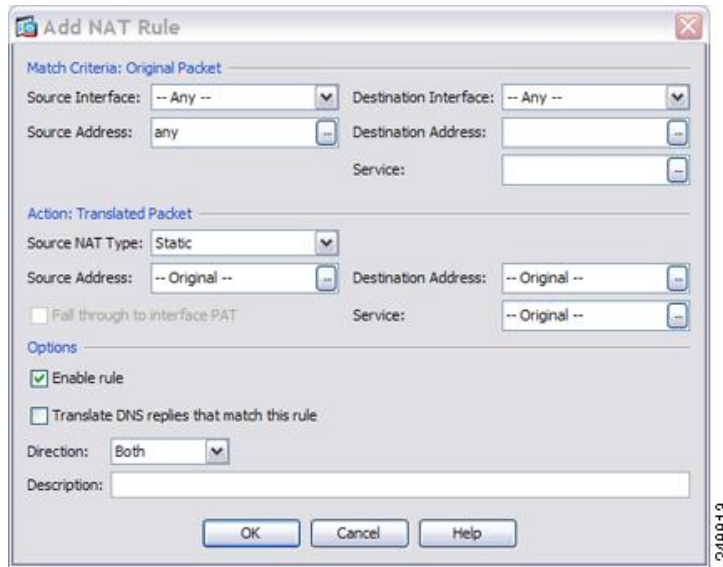 Add NAT Rule
Match Criteria: Original Packet
Source Interface: -- Any -- Destination Interface: -- Any --
Source Address: any ... Destination Address: ...
Service: ...
Action: Translated Packet
Source NAT Type: Static
Source Address: -- Original -- ... Destination Address: -- Original -- ...
Fall through to interface PAT Service: -- Original -- ...
Options
Enable rule
Translate DNS replies that match this rule
Direction: Both
Description:
OK Cancel Help